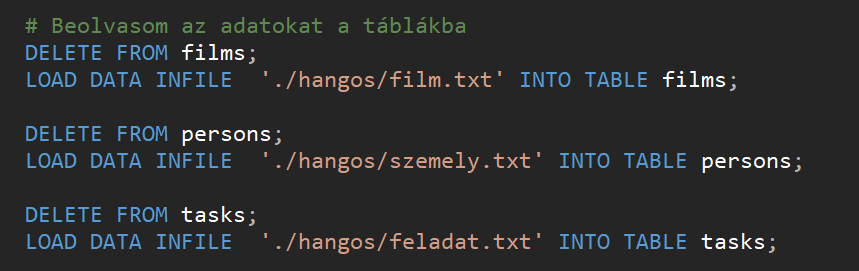 # Beolvasom az adatokat a táblákba
DELETE FROM films;
LOAD DATA INFILE  './hangos/film.txt' INTO TABLE films;
DELETE FROM persons;
LOAD DATA INFILE  './hangos/szemely.txt' INTO TABLE persons;
DELETE FROM tasks;
LOAD DATA INFILE  './hangos/feladat.txt' INTO TABLE tasks;